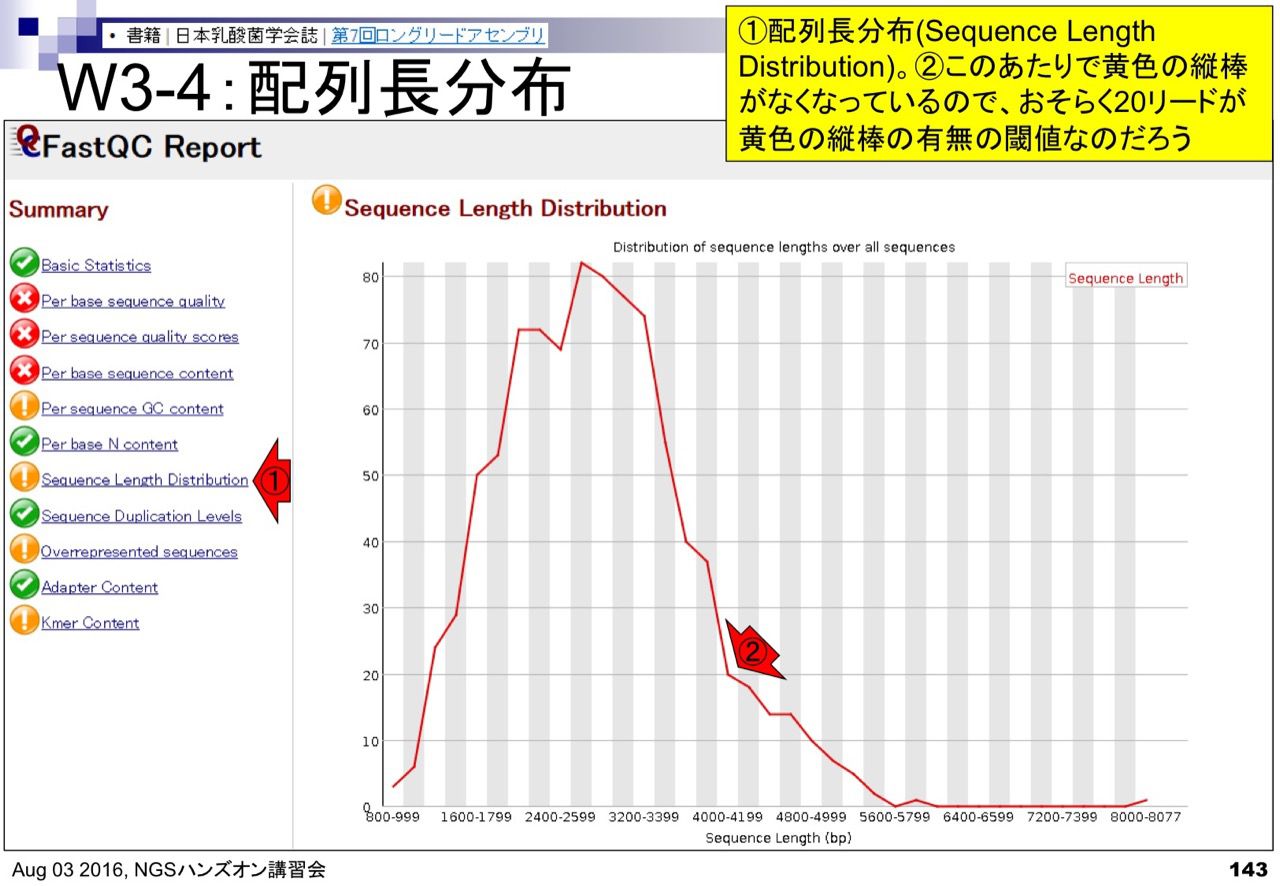 • 書籍 | 日本乳酸菌学会誌 | 第7回ロングリードアセンブリ
W3-4：配列長分布
①配列長分布(Sequence Length
Distribution)。②このあたりで黄色の縦棒
がなくなっているので、おそらく20リードが
黄色の縦棒の有無の閾値なのだろう
FastQC Report
Summary
Basic Statistics
Per base sequence quality
Per sequence quality scores
Per base sequence content
Per sequence GC content
Per base N content
Sequence Length Distribution
Sequence Duplication Levels
Overrepresented sequences
Adapter Content
Kmer Content
①
Sequence Length Distribution
Distribution of sequence lengths over all sequences
Sequence Length
80
70
60
50
40
30
20
10
0
②
800-999 1600-1799 2400-2599 3200-3399 4000-4199 4800-4999 5600-5799 6400-6599 7200-7399 8000-8077
Sequence Length (bp)
Aug 03 2016, NGSハンズオン講習会
143